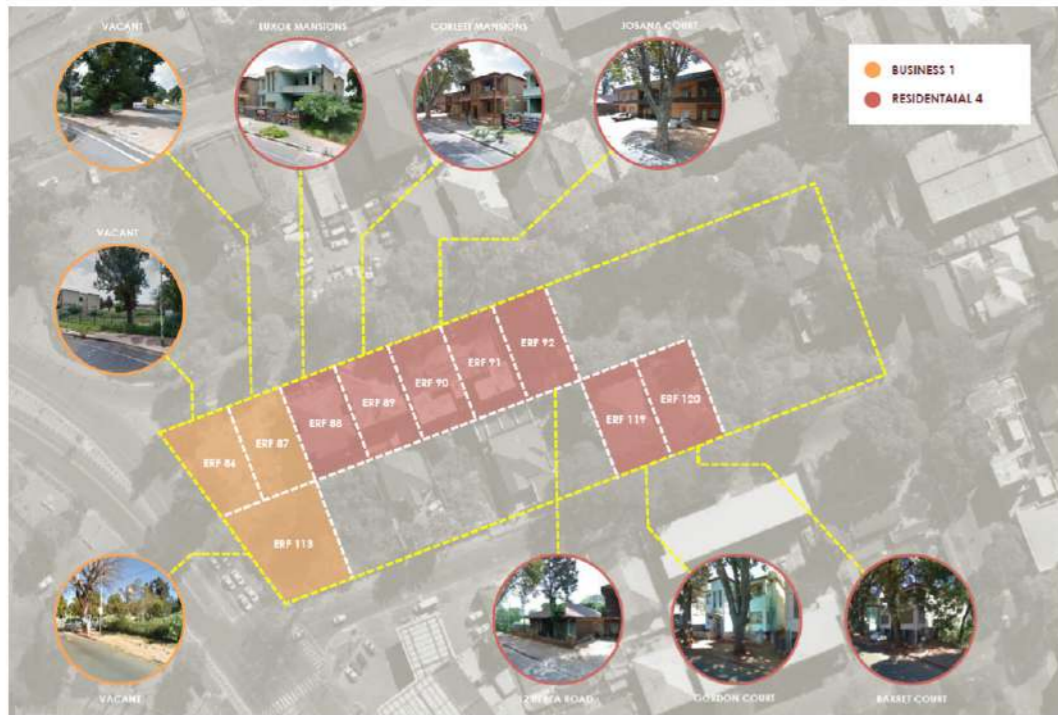 VACANT
LUXOR MANSIONS
CORLETT MANSIONS
JOSANA COURT
BUSINESS 1
RESIDENTAIAL 4
VACANT
ERF 92
ERF 91
ERF 90
ERF 89
ERF 88
ERF 87
ERF 86
ERF 120
ERF 119
ERF 113
VACANT
ROAD
GORDON COURT
BARRET COURT